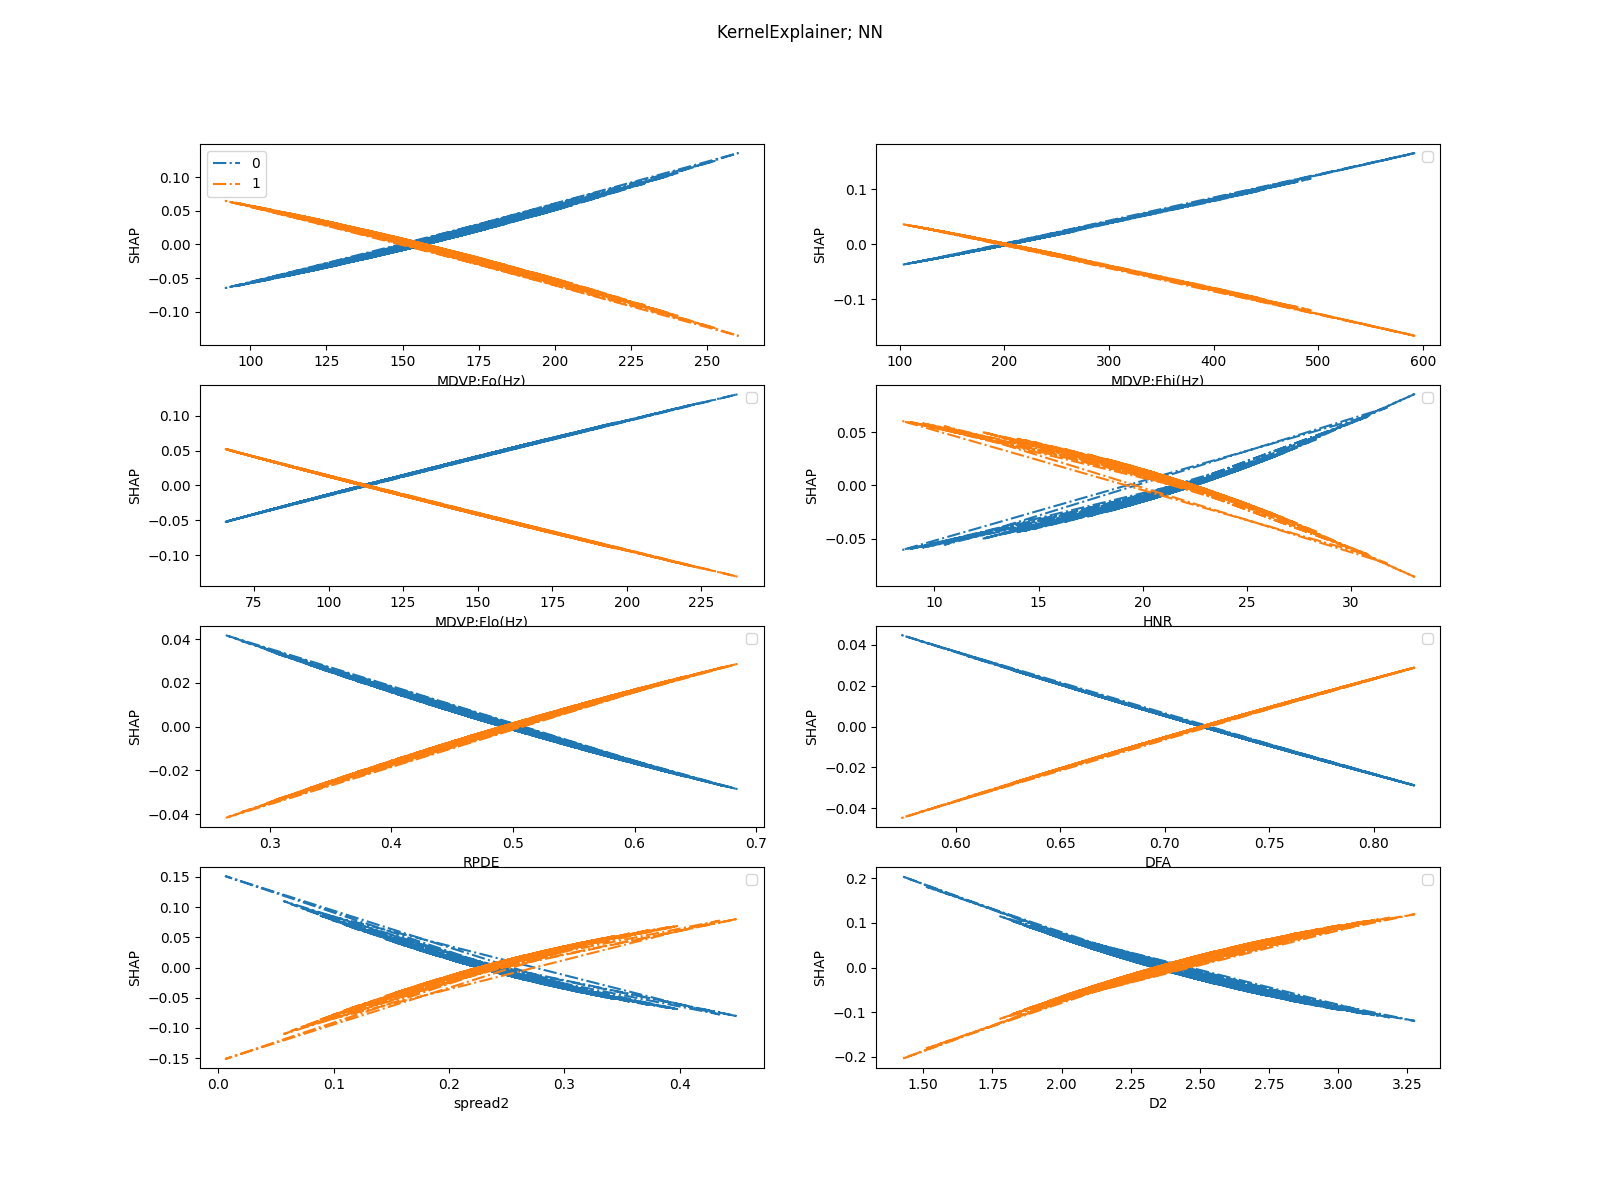 KernelExplainer; NN
0
1
SHAP
0.10
0.05
0.00
−0.05
−0.10
100 125 150 175 200 225 250
MDVP:Fo(Hz)
SHAP
0.1
0.0
−0.1
100 200 300 400 500 600
MDVP:Fhi(Hz)
SHAP
0.10
0.05
0.00
−0.05
−0.10
75 100 125 150 175 200 225
MDVP:Flo(Hz)
SHAP
0.05
0.00
−0.05
10 15 20 25 30
HNR
SHAP
0.04
0.02
0.00
−0.02
−0.04
0.3 0.4 0.5 0.6 0.7
RPDE
SHAP
0.04
0.02
0.00
−0.02
−0.04
0.60 0.65 0.70 0.75 0.80
DFA
SHAP
0.15
0.10
0.05
0.00
−0.05
−0.10
−0.15
0.0 0.1 0.2 0.3 0.4
spread2
SHAP
0.2
0.1
0.0
−0.1
−0.2
1.50 1.75 2.00 2.25 2.50 2.75 3.00 3.25
D2